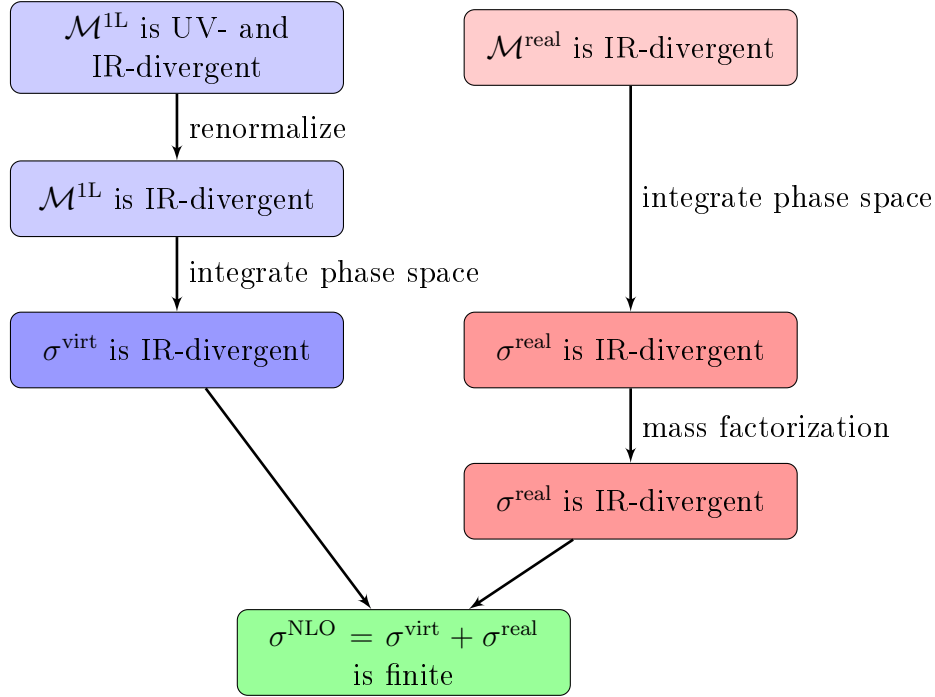 𝓜^1L is UV- and
IR-divergent
renormalize
𝓜^1L is IR-divergent
integrate phase space
σ^virt is IR-divergent
𝓜^real is IR-divergent
integrate phase space
σ^real is IR-divergent
mass factorization
σ^real is IR-divergent
σ^NLO = σ^virt + σ^real
is finite